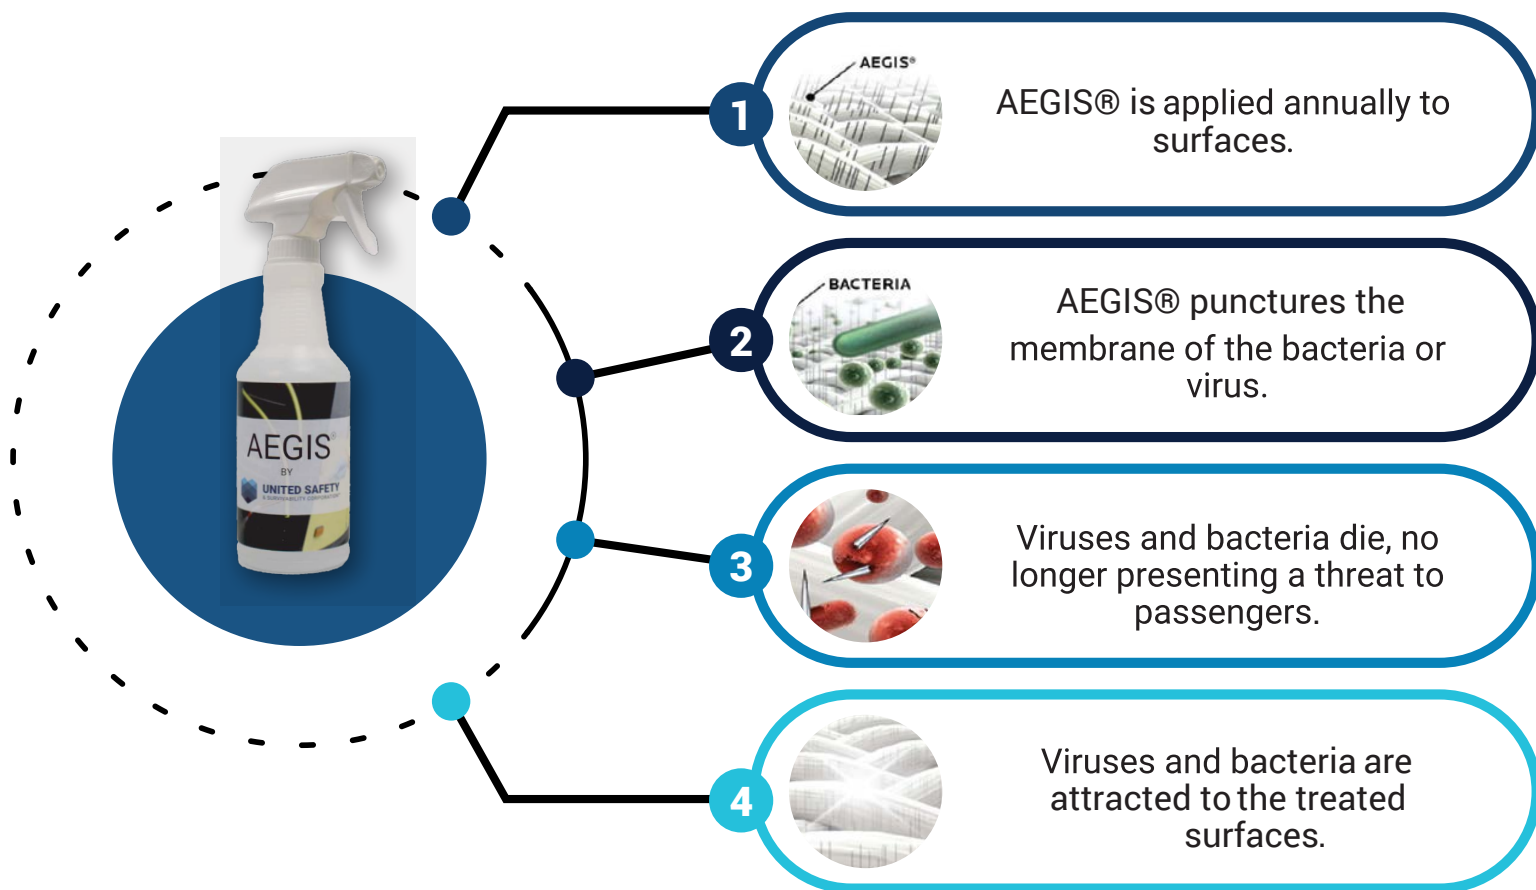 1
AEGIS®
AEGIS® is applied annually to
surfaces.
2
BACTERIA
AEGIS® punctures the
membrane of the bacteria or
virus.
3
Viruses and bacteria die, no
longer presenting a threat to
passengers.
4
Viruses and bacteria are
attracted to the treated
surfaces.
AEGIS®
BY
UNITED SAFETY
A SURVIVABILITY CORPORATION